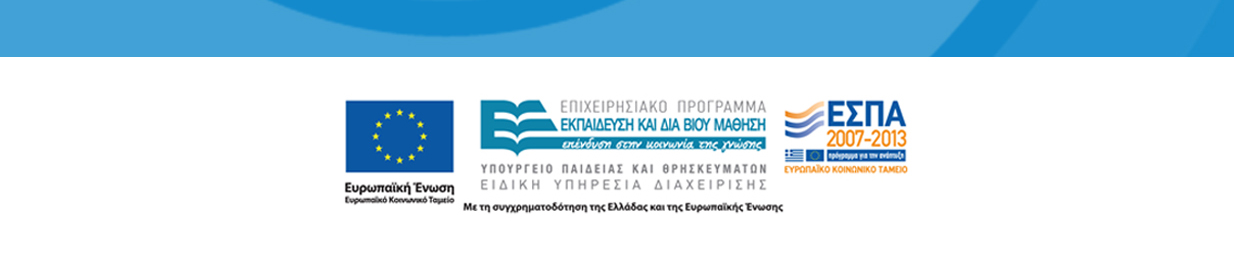 Ευρωπαϊκή Ένωση
Ευρωπαϊκό Κοινωνικό Ταμείο
ΕΠΙΧΕΙΡΗΣΙΑΚΟ ΠΡΟΓΡΑΜΜΑ
ΕΚΠΑΙΔΕΥΣΗ ΚΑΙ ΔΙΑ ΒΙΟΥ ΜΑΘΗΣΗ
επένδυση στην κοινωνία της γνώσης
ΥΠΟΥΡΓΕΙΟ ΠΑΙΔΕΙΑΣ ΚΑΙ ΘΡΗΣΚΕΥΜΑΤΩΝ
ΕΙΔΙΚΗ ΥΠΗΡΕΣΙΑ ΔΙΑΧΕΙΡΙΣΗΣ
Με τη συγχρηματοδότηση της Ελλάδας και της Ευρωπαϊκής Ένωσης
ΕΣΠΑ
2007-2013
πρόγραμμα για την ανάπτυξη
ΕΥΡΩΠΑΪΚΟ ΚΟΙΝΩΝΙΚΟ ΤΑΜΕΙΟ